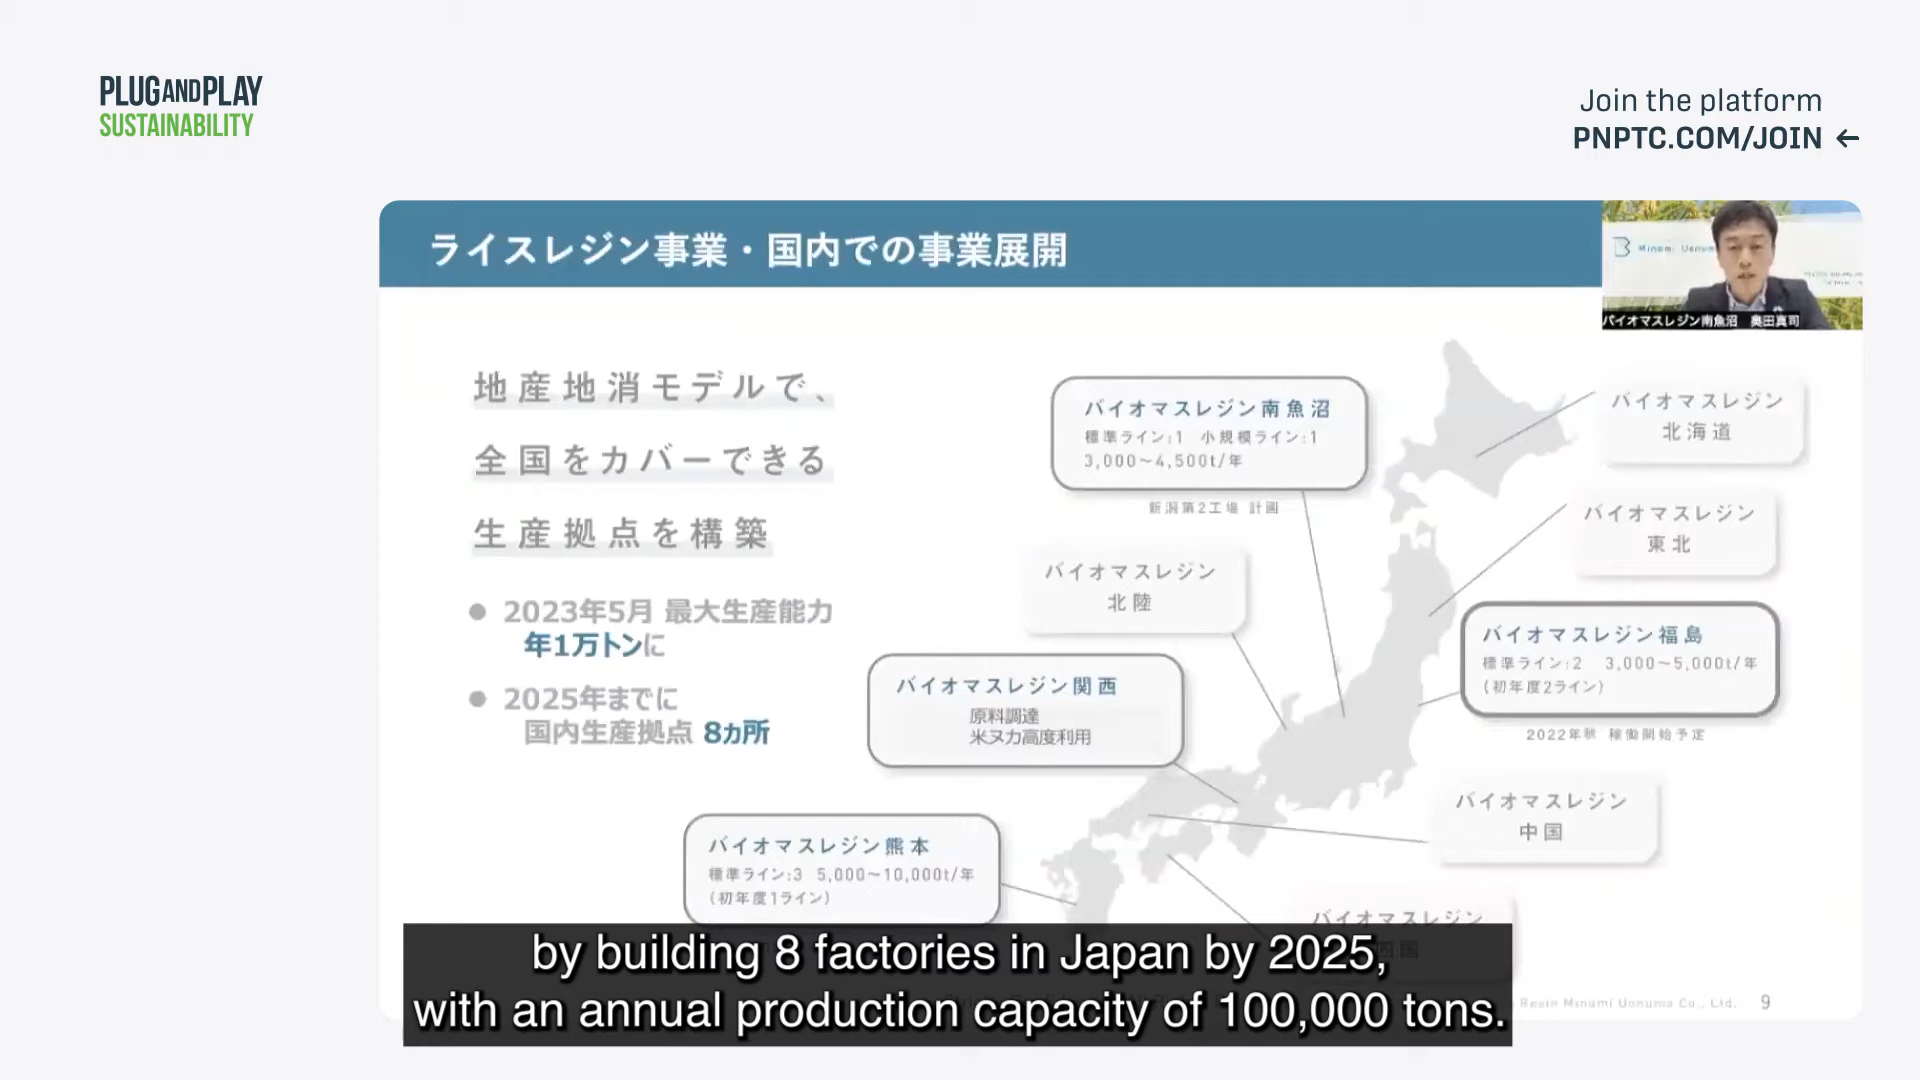 PLUGANDPLAY
SUSTAINABILITY
Join the platform
PNPTC.COM/JOIN ←
ライスレジン事業・国内での事業展開
バイオマスレジン南魚沼 奥田真司
地産地消モデルで、
全国をカバーできる
生産拠点を構築
● 2023年5月 最大生産能力
年1万トンに
● 2025年までに
国内生産拠点 8カ所
バイオマスレジン南魚沼
標準ライン:1 小規模ライン:1
3,000〜4,500t/年
新潟第2工場 計画
バイオマスレジン
北海道
バイオマスレジン
東北
バイオマスレジン
北陸
バイオマスレジン福島
標準ライン:2 3,000〜5,000t/年
(初年度2ライン)
2022年秋 稼働開始予定
バイオマスレジン関西
原料調達
米ヌカ高度利用
バイオマスレジン
中国
バイオマスレジン熊本
標準ライン:3 5,000〜10,000t/年
(初年度1ライン)
バイオマスレジン
四国
by building 8 factories in Japan by 2025,
with an annual production capacity of 100,000 tons.
Resin Minami Uonuma Co., Ltd. 9